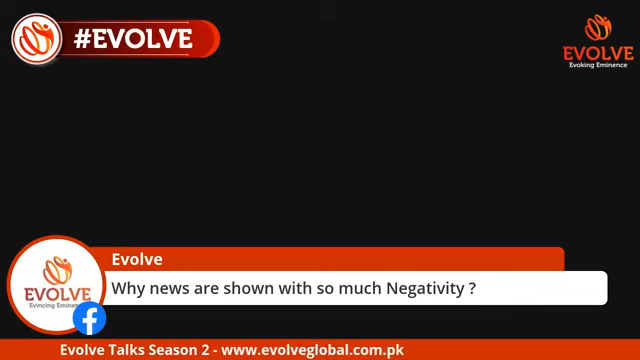 #EVOLVE
EVOLVE
Evoking Eminence
Evolve
EVOLVE
Evincing Eminence
Why news are shown with so much Negativity ?
Evolve Talks Season 2 - www.evolveglobal.com.pk